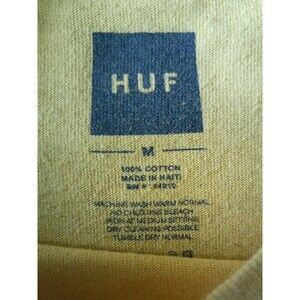 HUF
M
100% COTTON
MADE IN HAITI
MACHINE WASH WARM NORMAL
NO CHLORINE BLEACH
IRON AT MEDIUM SETTING
DRY CLEANING POSSIBLE
TUMBLE DRY NORMAL